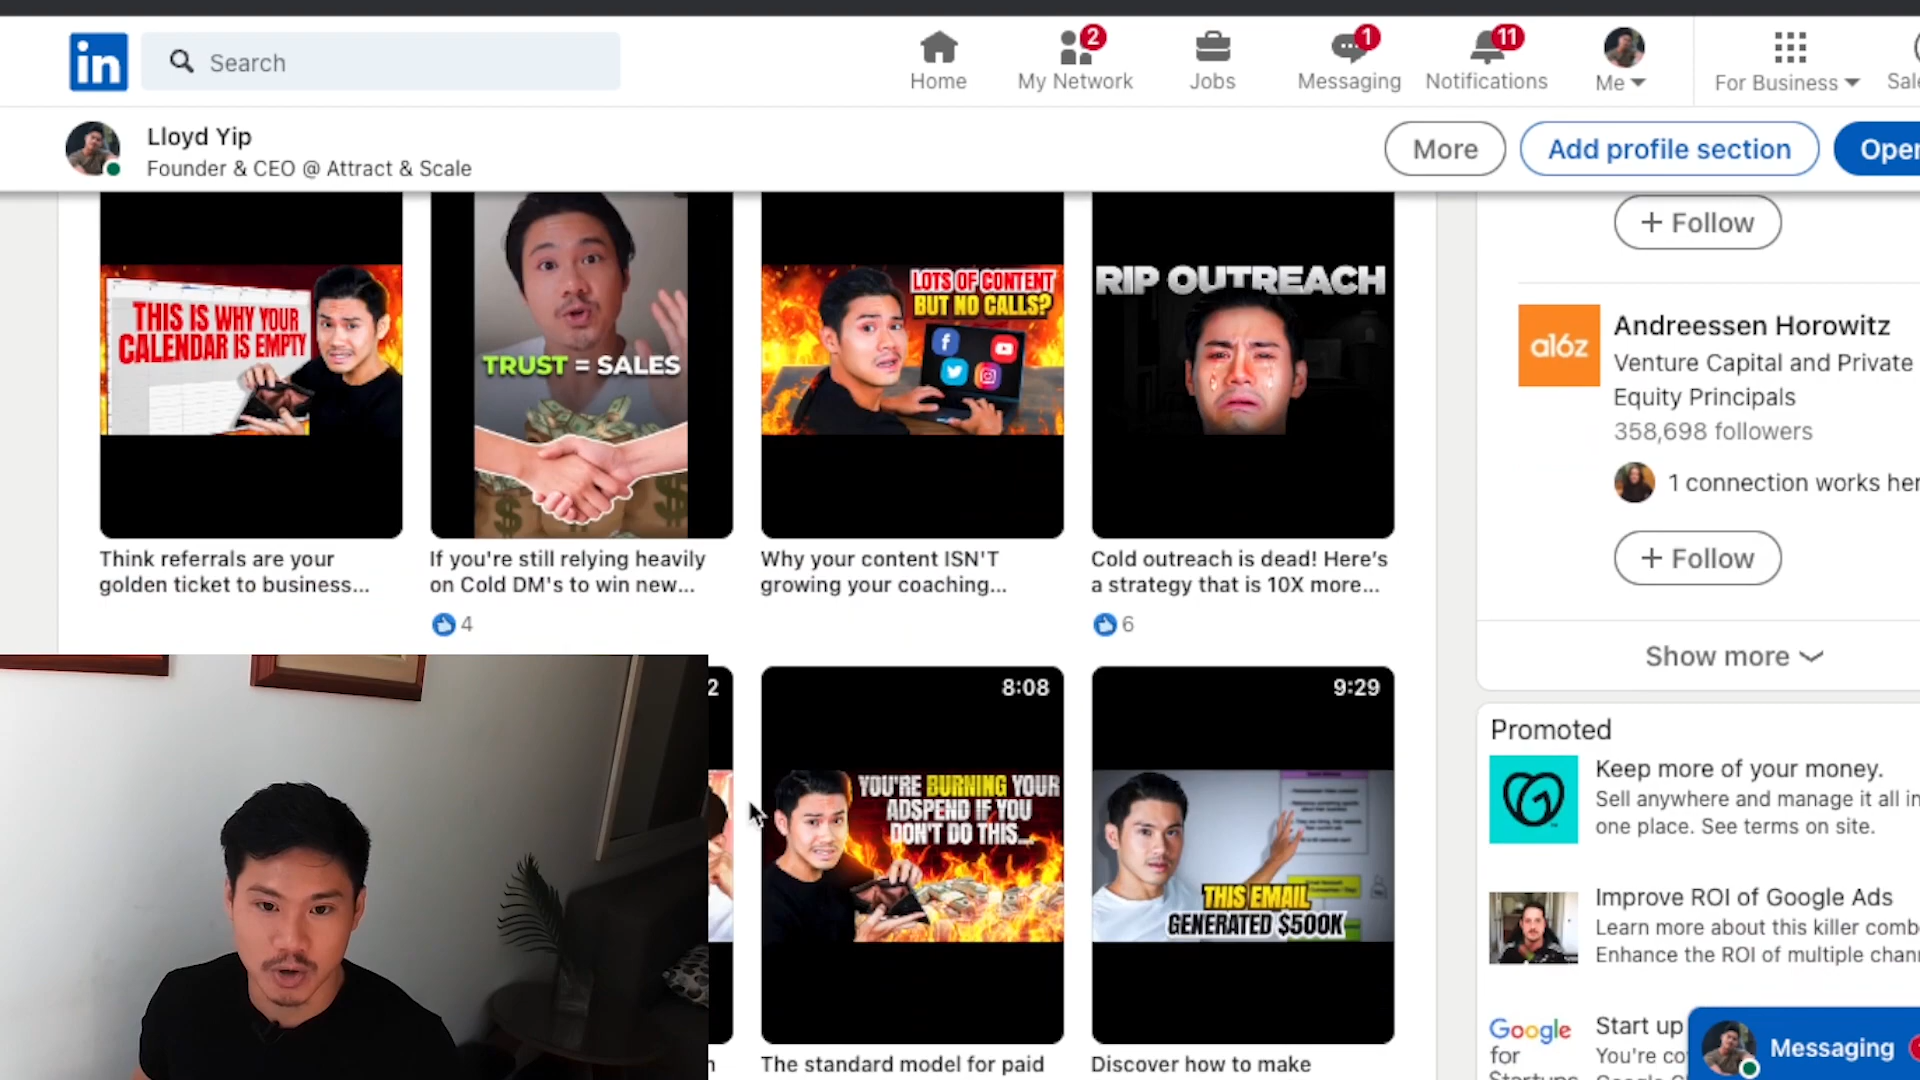 in
Search
Home
2
My Network
Jobs
1
Messaging
11
Notifications
Me
For Business
Lloyd Yip
Founder & CEO @ Attract & Scale
More
Add profile section
THIS IS WHY YOUR
CALENDAR IS EMPTY
TRUST = SALES
LOTS OF CONTENT
BUT NO CALLS?
RIP OUTREACH
Think referrals are your
golden ticket to business...
If you're still relying heavily
on Cold DM's to win new...
4
Why your content ISN'T
growing your coaching...
Cold outreach is dead! Here's
a strategy that is 10X more...
6
2
8:08
YOU'RE BURNING YOUR
ADSPEND IF YOU
DON'T DO THIS...
The standard model for paid
9:29
THIS EMAIL
GENERATED $500K
Discover how to make
+ Follow
a16z
Andreessen Horowitz
Venture Capital and Private
Equity Principals
358,698 followers
1 connection works her
+ Follow
Show more
Promoted
Keep more of your money.
Sell anywhere and manage it all in
one place. See terms on site.
Improve ROI of Google Ads
Learn more about this killer comb
Enhance the ROI of multiple chan
Google
for
Startups
Start up
You're co
Messaging